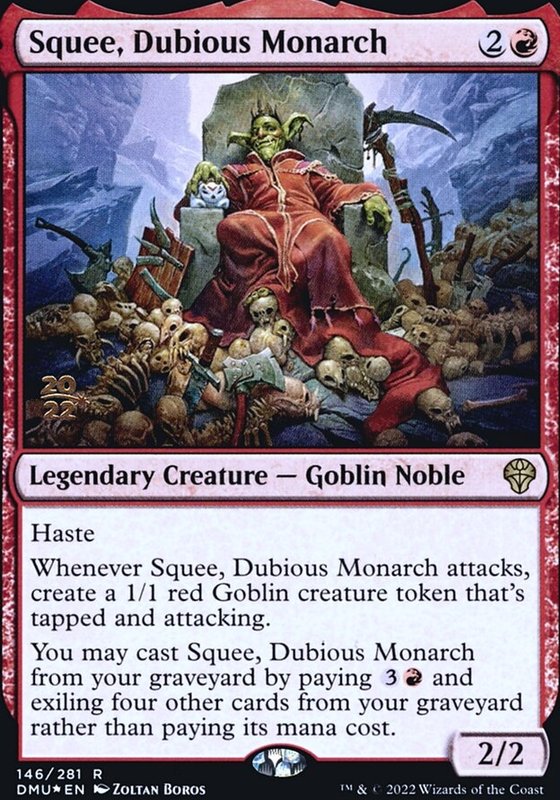 Squee, Dubious Monarch 2
20
22
Legendary Creature — Goblin Noble
Haste
Whenever Squee, Dubious Monarch attacks,
create a 1/1 red Goblin creature token that's
tapped and attacking.
You may cast Squee, Dubious Monarch
from your graveyard by paying 3 and
exiling four other cards from your graveyard
rather than paying its mana cost.
2/2
146/281 R
DMU★EN Zoltan Boros
™ & © 2022 Wizards of the Coast